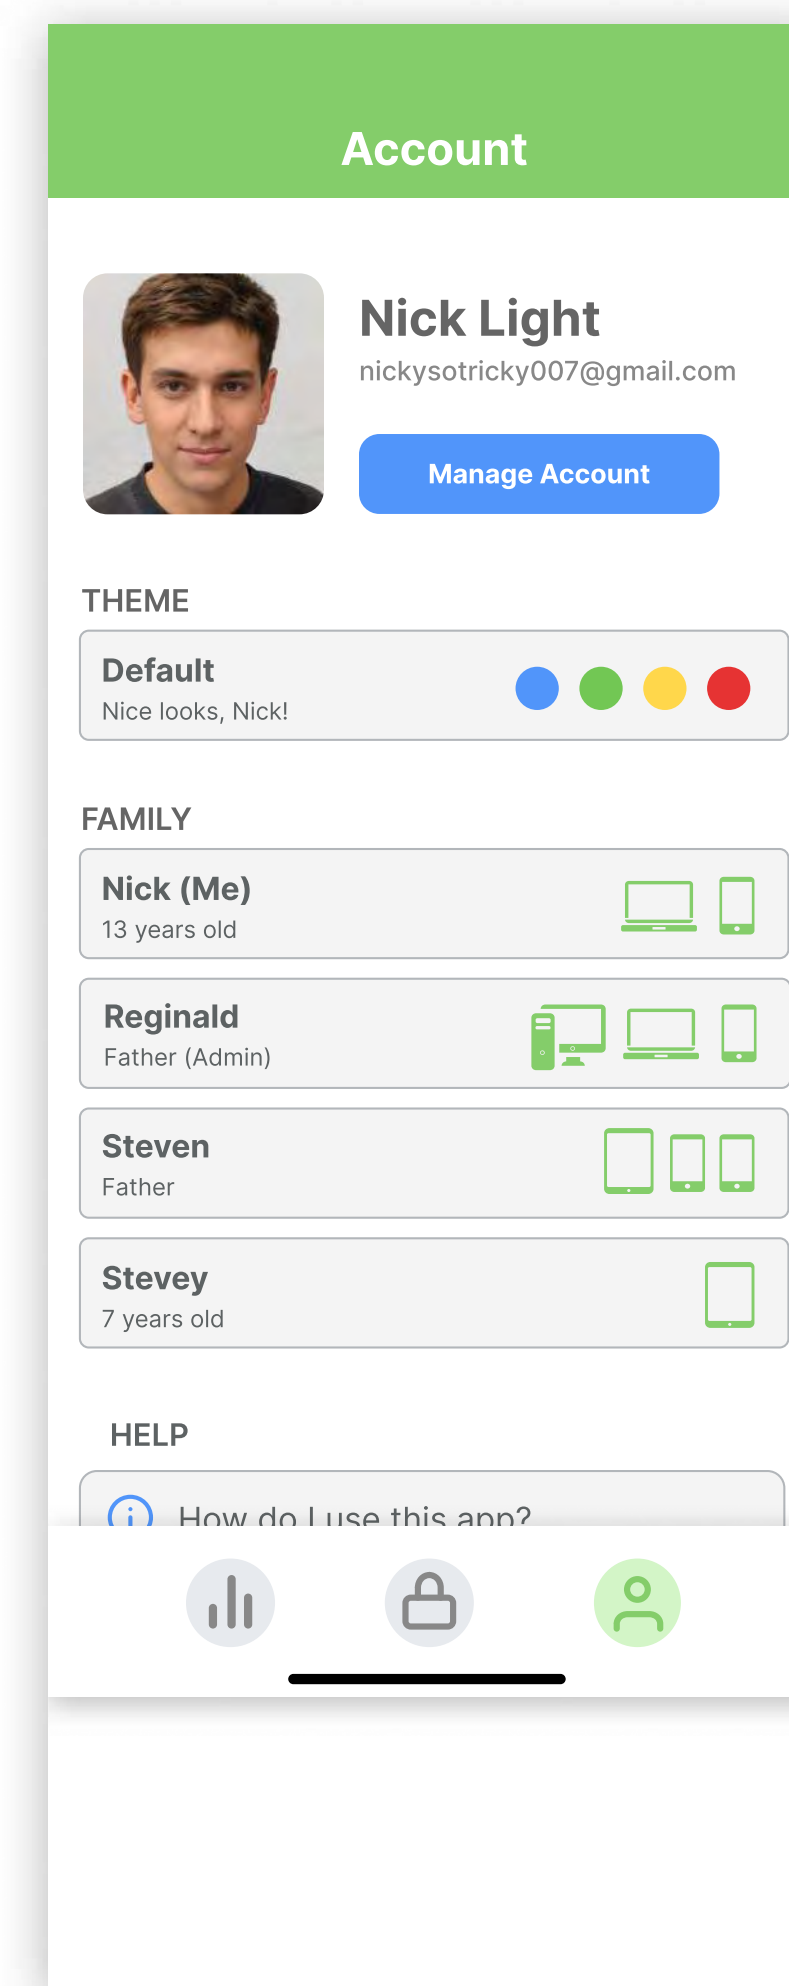 Account
Nick Light
nickysotricky007@gmail.com
Manage Account
THEME
Default
Nice looks, Nick!
FAMILY
Nick (Me)
13 years old
Reginald
Father (Admin)
Steven
Father
Stevey
7 years old
HELP
How do I use this app?